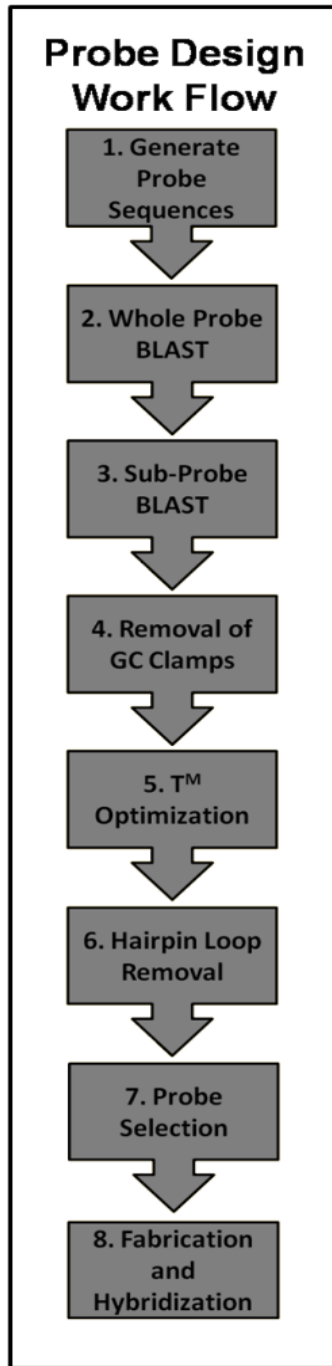 Probe Design
Work Flow
1. Generate
Probe
Sequences
2. Whole Probe
BLAST
3. Sub-Probe
BLAST
4. Removal of
GC Clamps
5. Tᴹ
Optimization
6. Hairpin Loop
Removal
7. Probe
Selection
8. Fabrication
and
Hybridization